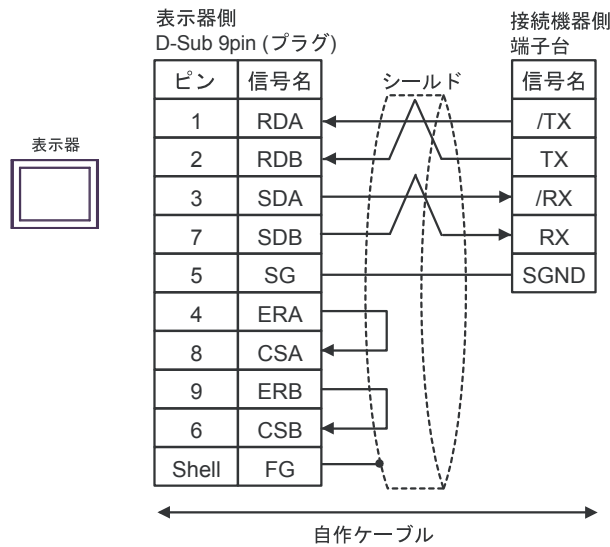 表示器側
D-Sub 9pin (プラグ)
接続機器側
端子台
ピン 信号名 シールド 信号名
1 RDA /TX
2 RDB TX
3 SDA /RX
7 SDB RX
5 SG SGND
4 ERA
8 CSA
9 ERB
6 CSB
Shell FG
表示器
自作ケーブル